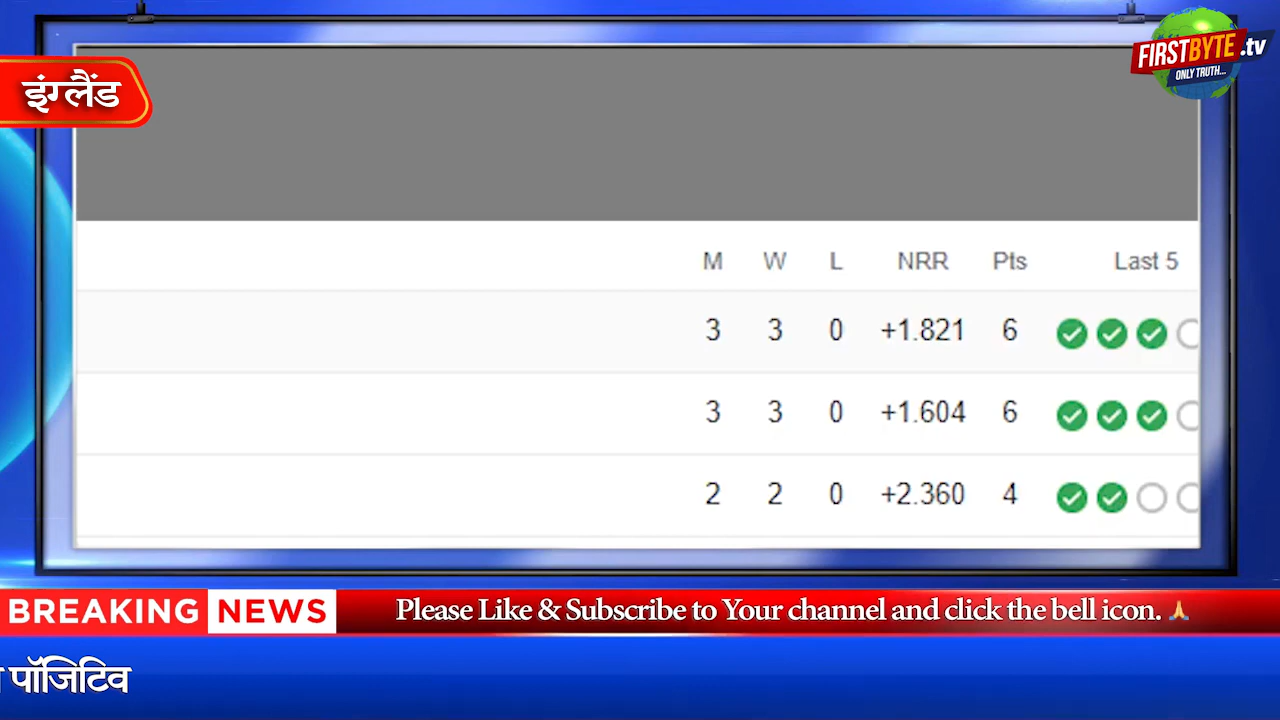 इंग्लैंड
FIRSTBYTE.tv
ONLY TRUTH...
M W L NRR Pts Last 5
3 3 0 +1.821 6
3 3 0 +1.604 6
2 2 0 +2.360 4
BREAKING NEWS Please Like & Subscribe to Your channel and click the bell icon. 🙏
पॉजिटिव